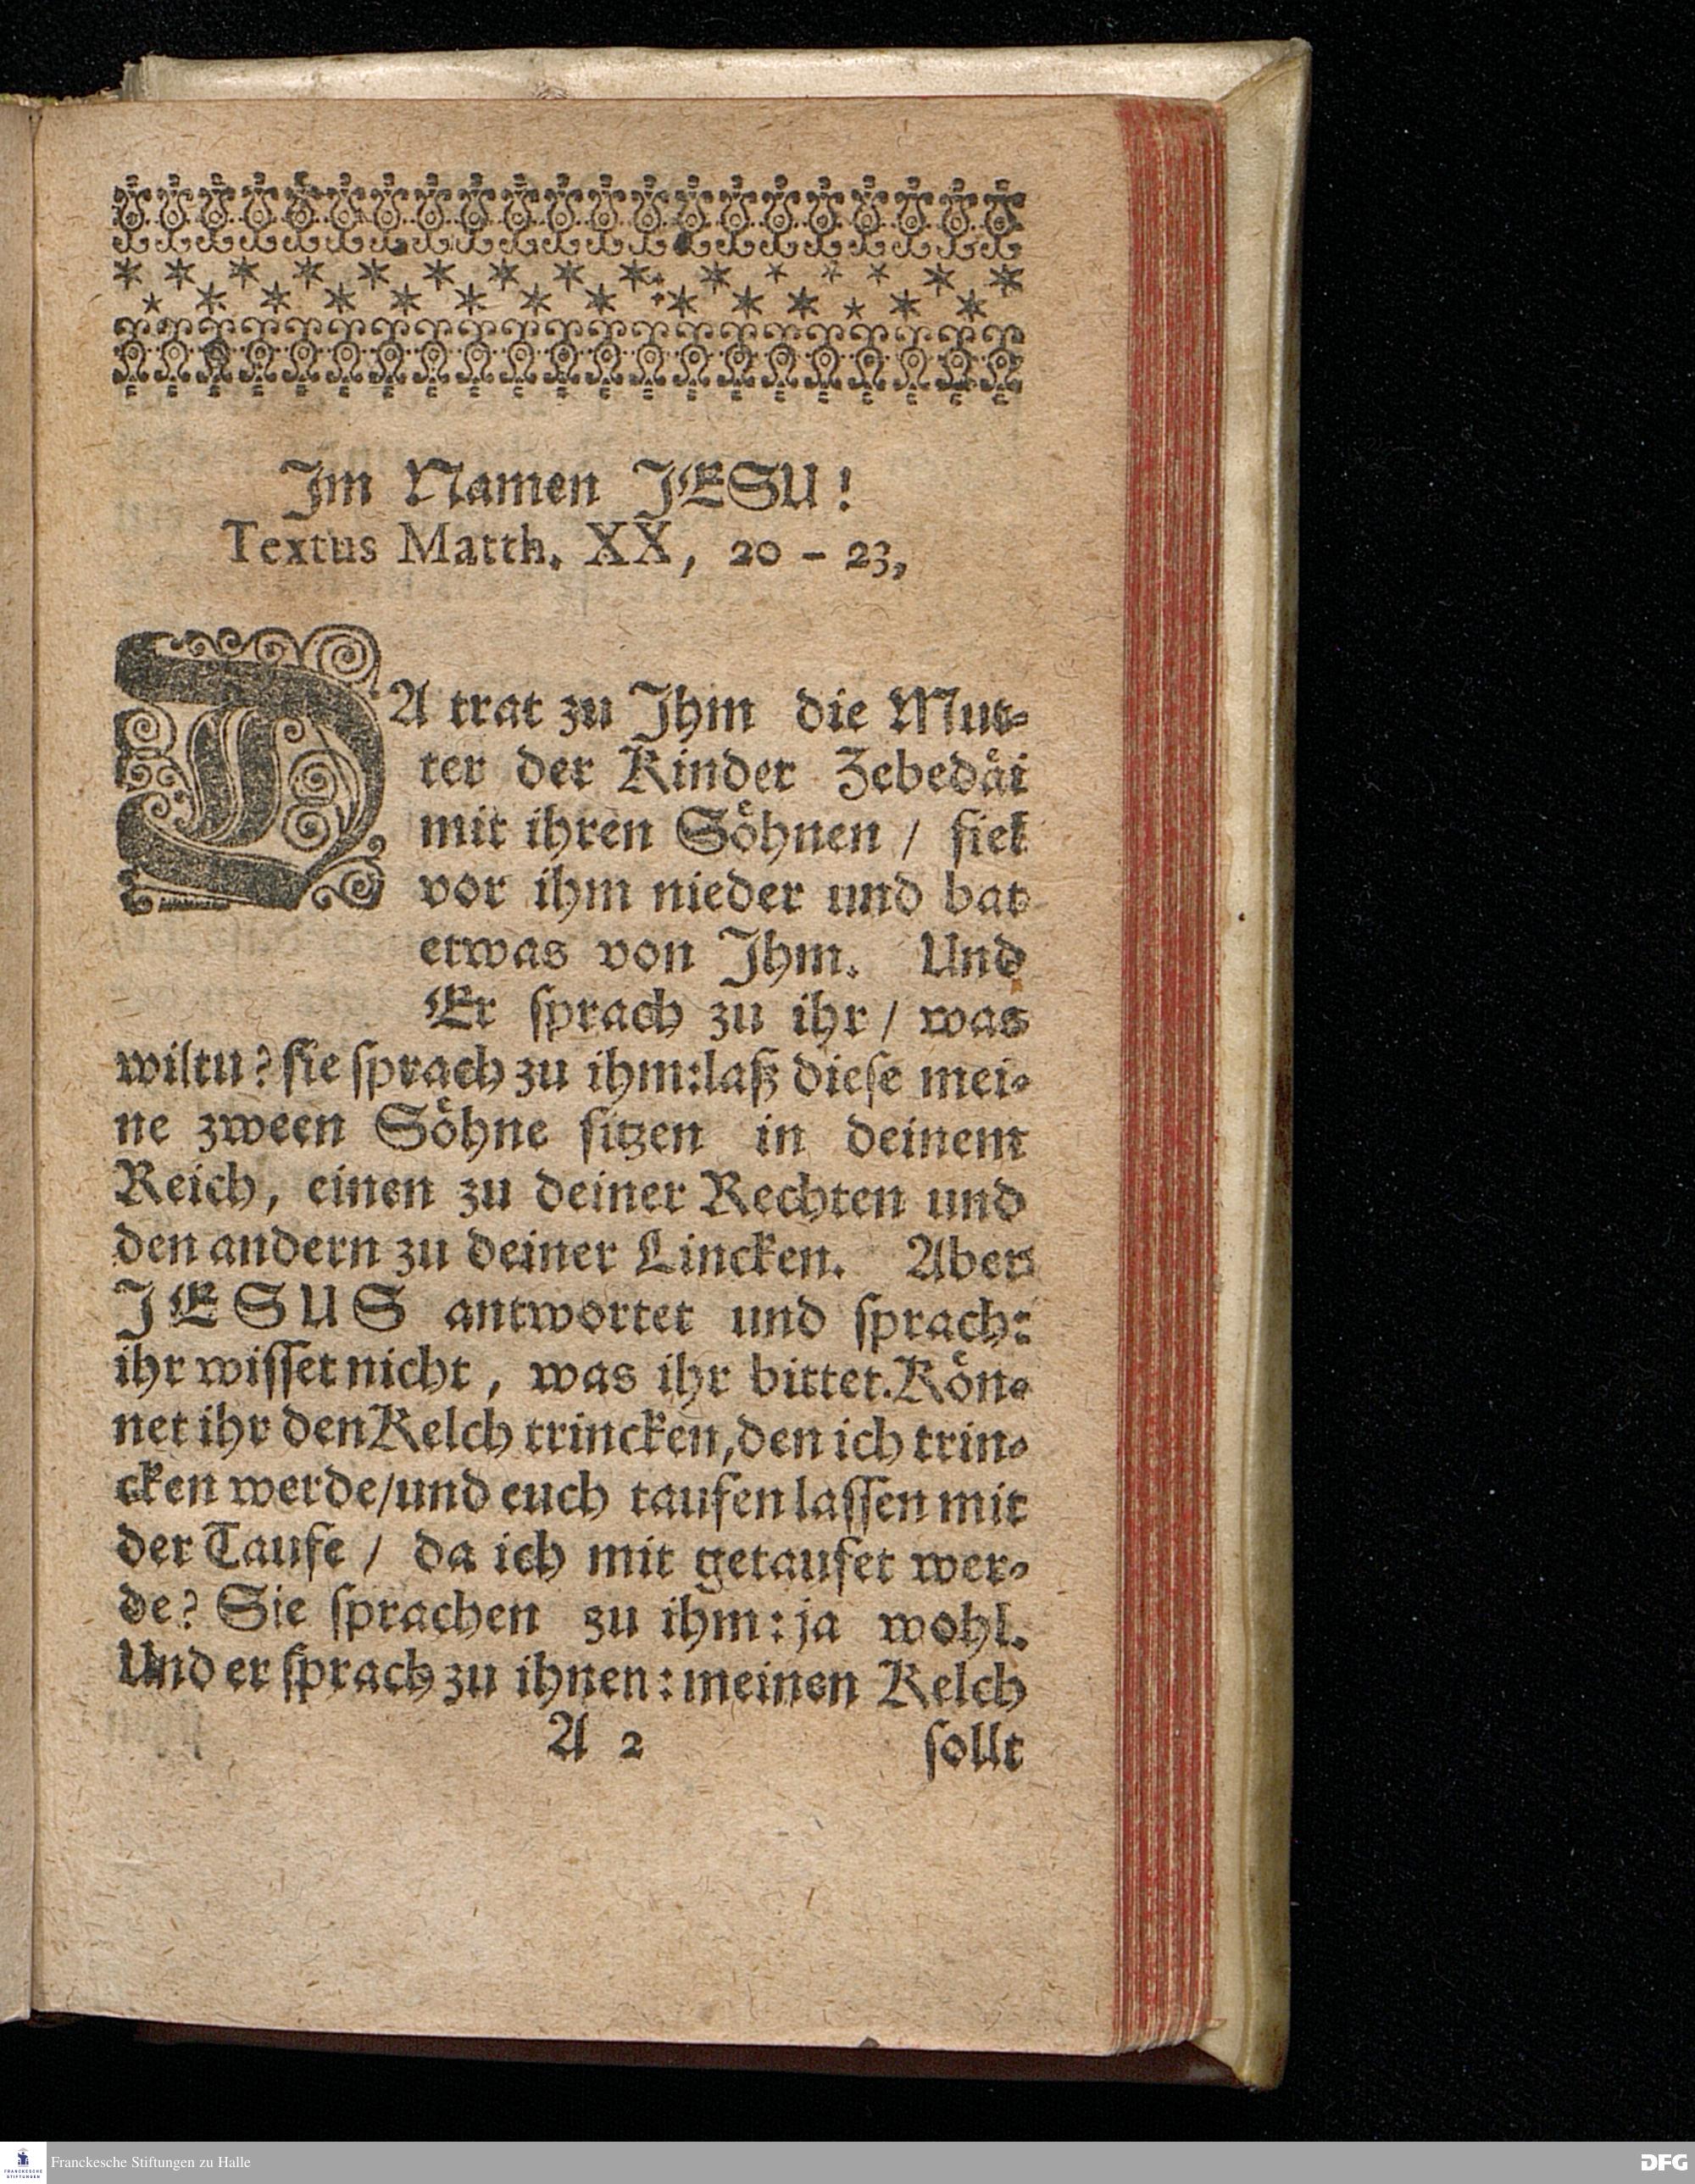 Im Namen JESU!
Textus Matth. XX, 20 - 23,
DA trat zu Ihm die Mut-
ter der Kinder Zebedäi
mit ihren Söhnen / fiel
vor ihm nieder und bat
etwas von Ihm. Und
Er sprach zu ihr / was
wiltu? sie sprach zu ihm: laß diese mei-
ne zween Söhne sitzen in deinem
Reich, einen zu deiner Rechten und
den andern zu deiner Lincken. Aber
JESUS antwortet und sprach:
ihr wisset nicht, was ihr bittet. Kön-
net ihr den Kelch trincken, den ich trin-
cken werde / und euch taufen lassen mit
der Taufe / da ich mit getaufet wer-
de? Sie sprachen zu ihm: ja wohl.
Und er sprach zu ihnen: meinen Kelch
A 2 sollt
FRANCKESCHE STIFTUNGEN Franckesche Stiftungen zu Halle DFG